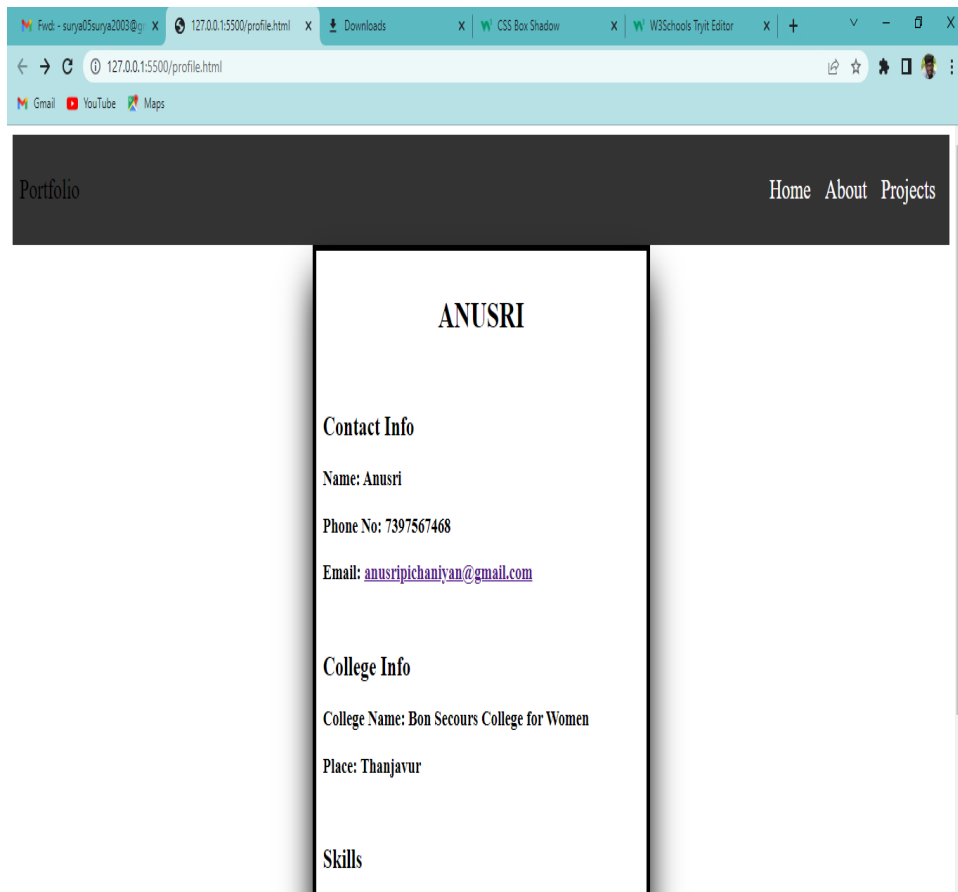 Fwd: - surya05surya2003@g
127.0.0.1:5500/profile.html
Downloads
CSS Box Shadow
W3Schools Tryit Editor
127.0.0.1:5500/profile.html
Gmail YouTube Maps
Portfolio
Home About Projects
ANUSRI
Contact Info
Name: Anusri
Phone No: 7397567468
Email: anusripichaniyan@gmail.com
College Info
College Name: Bon Secours College for Women
Place: Thanjavur
Skills